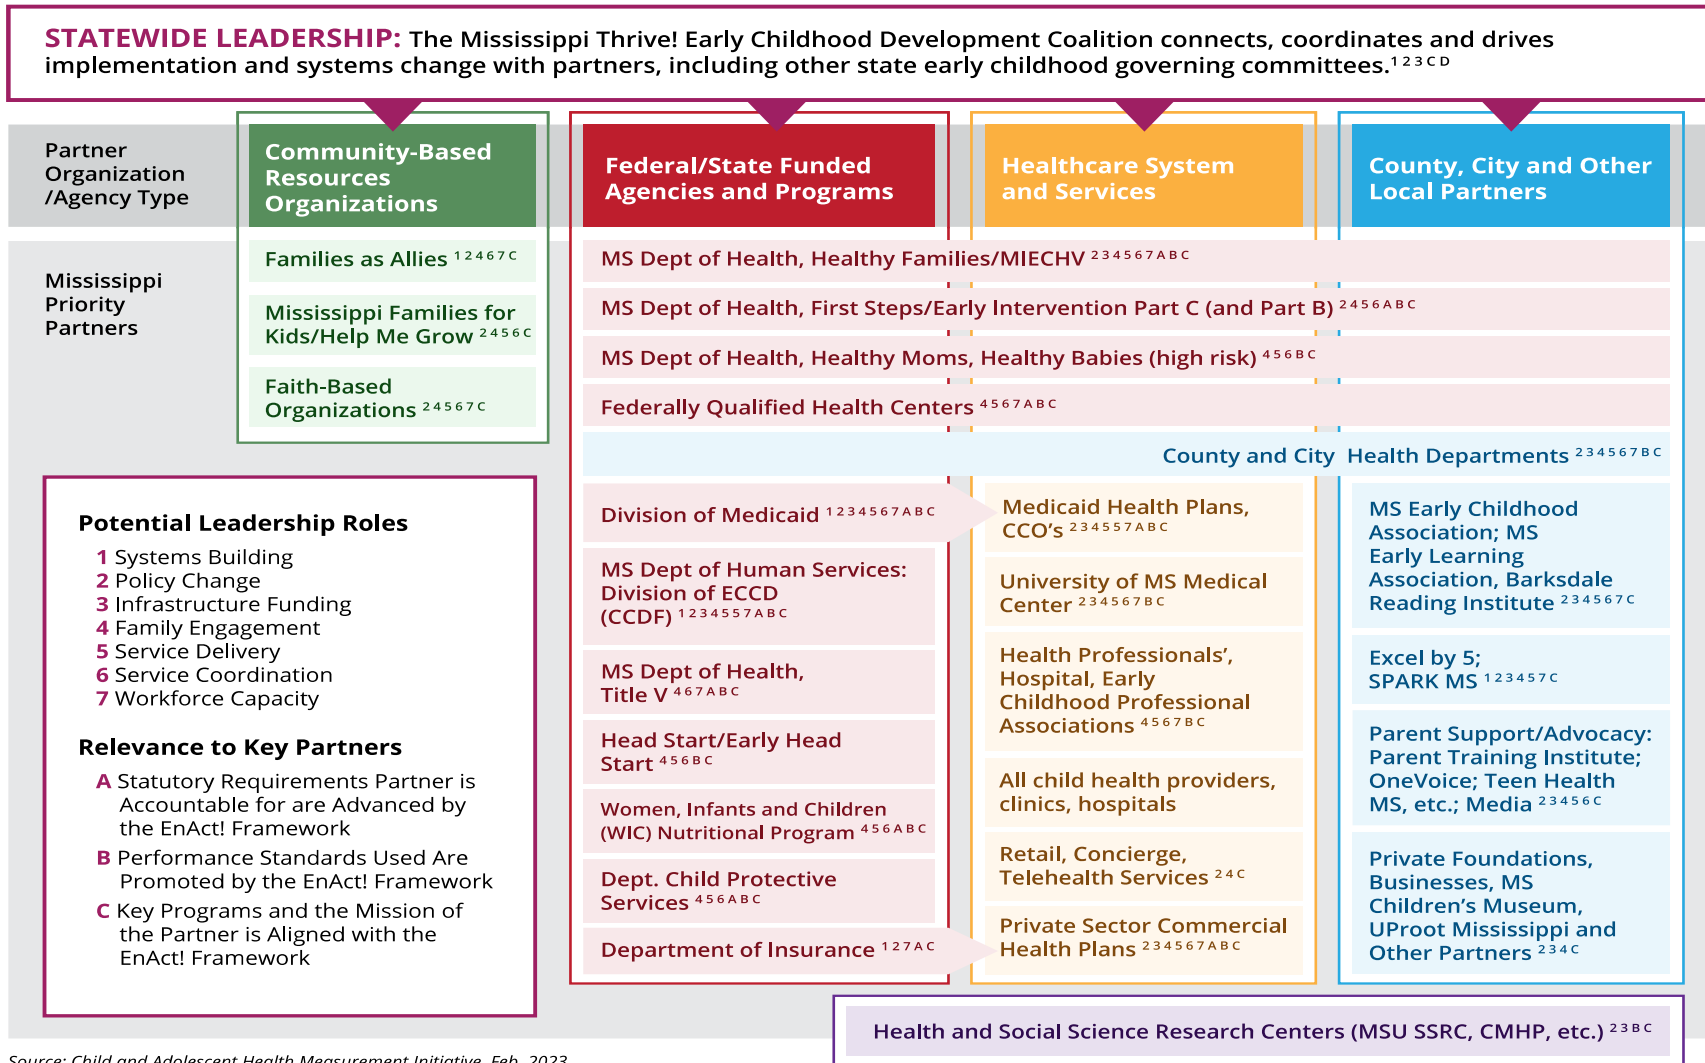 STATEWIDE LEADERSHIP: The Mississippi Thrive! Early Childhood Development Coalition connects, coordinates and drives
implementation and systems change with partners, including other state early childhood governing committees.1 2 3 C D
Partner
Organization
/Agency Type
Community-Based
Resources
Organizations
Federal/State Funded
Agencies and Programs
Healthcare System
and Services
County, City and Other
Local Partners
Mississippi
Priority
Partners
Families as Allies 1 2 4 6 7 C
Mississippi Families for
Kids/Help Me Grow 2 4 5 6 C
Faith-Based
Organizations 2 4 5 6 7 C
MS Dept of Health, Healthy Families/MIECHV 2 3 4 5 6 7 A B C
MS Dept of Health, First Steps/Early Intervention Part C (and Part B) 2 4 5 6 A B C
MS Dept of Health, Healthy Moms, Healthy Babies (high risk) 4 5 6 B C
Federally Qualified Health Centers 4 5 6 7 A B C
County and City Health Departments 2 3 4 5 6 7 B C
Division of Medicaid 1 2 3 4 5 6 7 A B C
MS Dept of Human Services:
Division of ECCD
(CCDF) 1 2 3 4 5 5 7 A B C
MS Dept of Health,
Title V 4 6 7 A B C
Head Start/Early Head
Start 4 5 6 B C
Women, Infants and Children
(WIC) Nutritional Program 4 5 6 A B C
Dept. Child Protective
Services 4 5 6 A B C
Department of Insurance 1 2 7 A C
Medicaid Health Plans,
CCO’s 2 3 4 5 5 7 A B C
University of MS Medical
Center 2 3 4 5 6 7 B C
Health Professionals’,
Hospital, Early
Childhood Professional
Associations 4 5 6 7 B C
All child health providers,
clinics, hospitals
Retail, Concierge,
Telehealth Services 2 4 C
Private Sector Commercial
Health Plans 2 3 4 5 6 7 A B C
MS Early Childhood
Association; MS
Early Learning
Association, Barksdale
Reading Institute 2 3 4 5 6 7 C
Excel by 5;
SPARK MS 1 2 3 4 5 7 C
Parent Support/Advocacy:
Parent Training Institute;
OneVoice; Teen Health
MS, etc.; Media 2 3 4 5 6 C
Private Foundations,
Businesses, MS
Children’s Museum,
UProot Mississippi and
Other Partners 2 3 4 C
Potential Leadership Roles
1 Systems Building
2 Policy Change
3 Infrastructure Funding
4 Family Engagement
5 Service Delivery
6 Service Coordination
7 Workforce Capacity
Relevance to Key Partners
A Statutory Requirements Partner is
Accountable for are Advanced by
the EnAct! Framework
B Performance Standards Used Are
Promoted by the EnAct! Framework
C Key Programs and the Mission of
the Partner is Aligned with the
EnAct! Framework
Health and Social Science Research Centers (MSU SSRC, CMHP, etc.) 2 3 B C
Source: Child and Adolescent Health Measurement Initiative, Feb. 2023